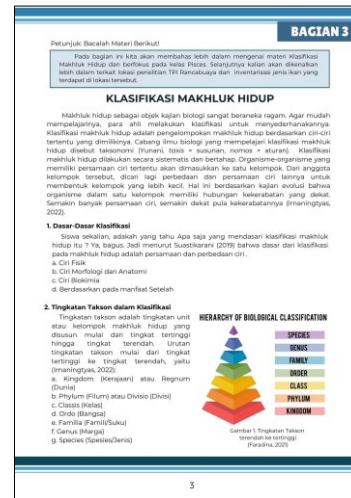 BAGIAN 3
Petunjuk: Bacalah Materi Berikut!
Pada bagian ini kita akan membahas lebih dalam mengenai materi Klasifikasi
Makhluk Hidup dan berfokus pada kelas Pisces. Selanjutnya kalian akan dikenalkan
lebih dalam terkait lokasi penelitian TPI Rancabuaya dan inventarisasi jenis ikan yang
terdapat di lokasi tersebut.
KLASIFIKASI MAKHLUK HIDUP
Makhluk hidup sebagai objek kajian biologi sangat beraneka ragam. Agar mudah
mempelajarinya, para ahli melakukan klasifikasi untuk menyederhanakannya.
Klasifikasi makhluk hidup adalah pengelompokan makhluk hidup berdasarkan ciri-ciri
tertentu yang dimilikinya. Cabang ilmu biologi yang mempelajari klasifikasi makhluk
hidup disebut taksonomi (Yunani, taxis = susunan, nomos = aturan). Klasifikasi
makhluk hidup dilakukan secara sistematis dan bertahap. Organisme-organisme yang
memiliki persamaan ciri tertentu akan dimasukkan ke satu kelompok. Dari anggota
kelompok tersebut, dicari lagi perbedaan dan persamaan ciri lainnya untuk
membentuk kelompok yang lebih kecil. Hal ini berdasarkan kajian evolusi bahwa
organisme dalam satu kelompok memiliki hubungan kekerabatan yang dekat.
Semakin banyak persamaan ciri, semakin dekat pula kekerabatannya (Irnaningtyas,
2022).
1. Dasar-Dasar Klasifikasi
Siswa sekalian, adakah yang tahu Apa saja yang mendasari klasifikasi makhluk
hidup itu ? Ya, bagus. Jadi menurut Suastikarani (2019) bahwa dasar dari klasifikasi
pada makhluk hidup adalah persamaan dan perbedaan ciri .
a. Ciri Fisik
b. Ciri Morfologi dan Anatomi
c. Ciri Biokimia
d. Berdasarkan pada manfaat Setelah
2. Tingkatan Takson dalam Klasifikasi
Tingkatan takson adalah tingkatan unit
atau kelompok makhluk hidup yang
disusun mulai dari tingkat tertinggi
hingga tingkat terendah. Urutan
tingkatan takson mulai dari tingkat
tertinggi ke tingkat terendah, yaitu
(Irnaningtyas, 2022):
a. Kingdom (Kerajaan) atau Regnum
(Dunia)
b. Phylum (Filum) atau Divisio (Divisi)
c. Classis (Kelas)
d. Ordo (Bangsa)
e. Familia (Famili/Suku)
f. Genus (Marga)
g. Species (Spesies/Jenis)
HIERARCHY OF BIOLOGICAL CLASSIFICATION
SPECIES
GENUS
FAMILY
ORDER
CLASS
PHYLUM
KINGDOM
Gambar 1. Tingkatan Takson
terendah ke tertinggi
(Faradina, 2021)
3